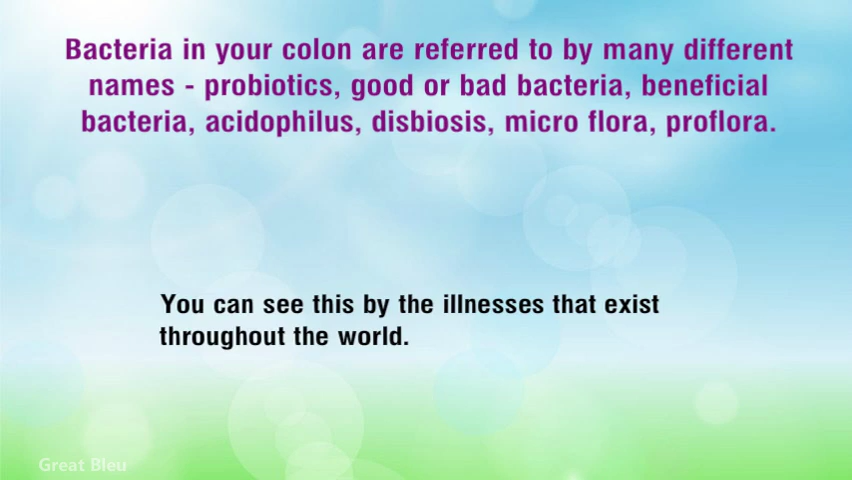 Bacteria in your colon are referred to by many different
names - probiotics, good or bad bacteria, beneficial
bacteria, acidophilus, disbiosis, micro flora, proflora.
You can see this by the illnesses that exist
throughout the world.
Great Bleu